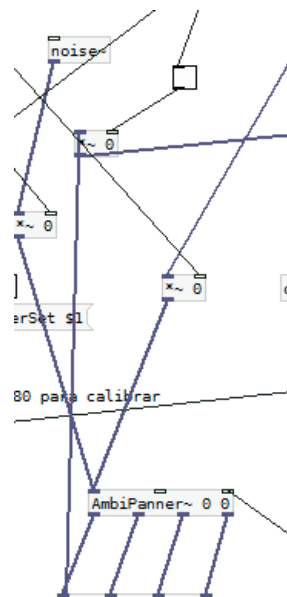 noise~
*~ 0
*~ 0
*~ 0
erSet $1
80 para calibrar
AmbiPanner~ 0 0